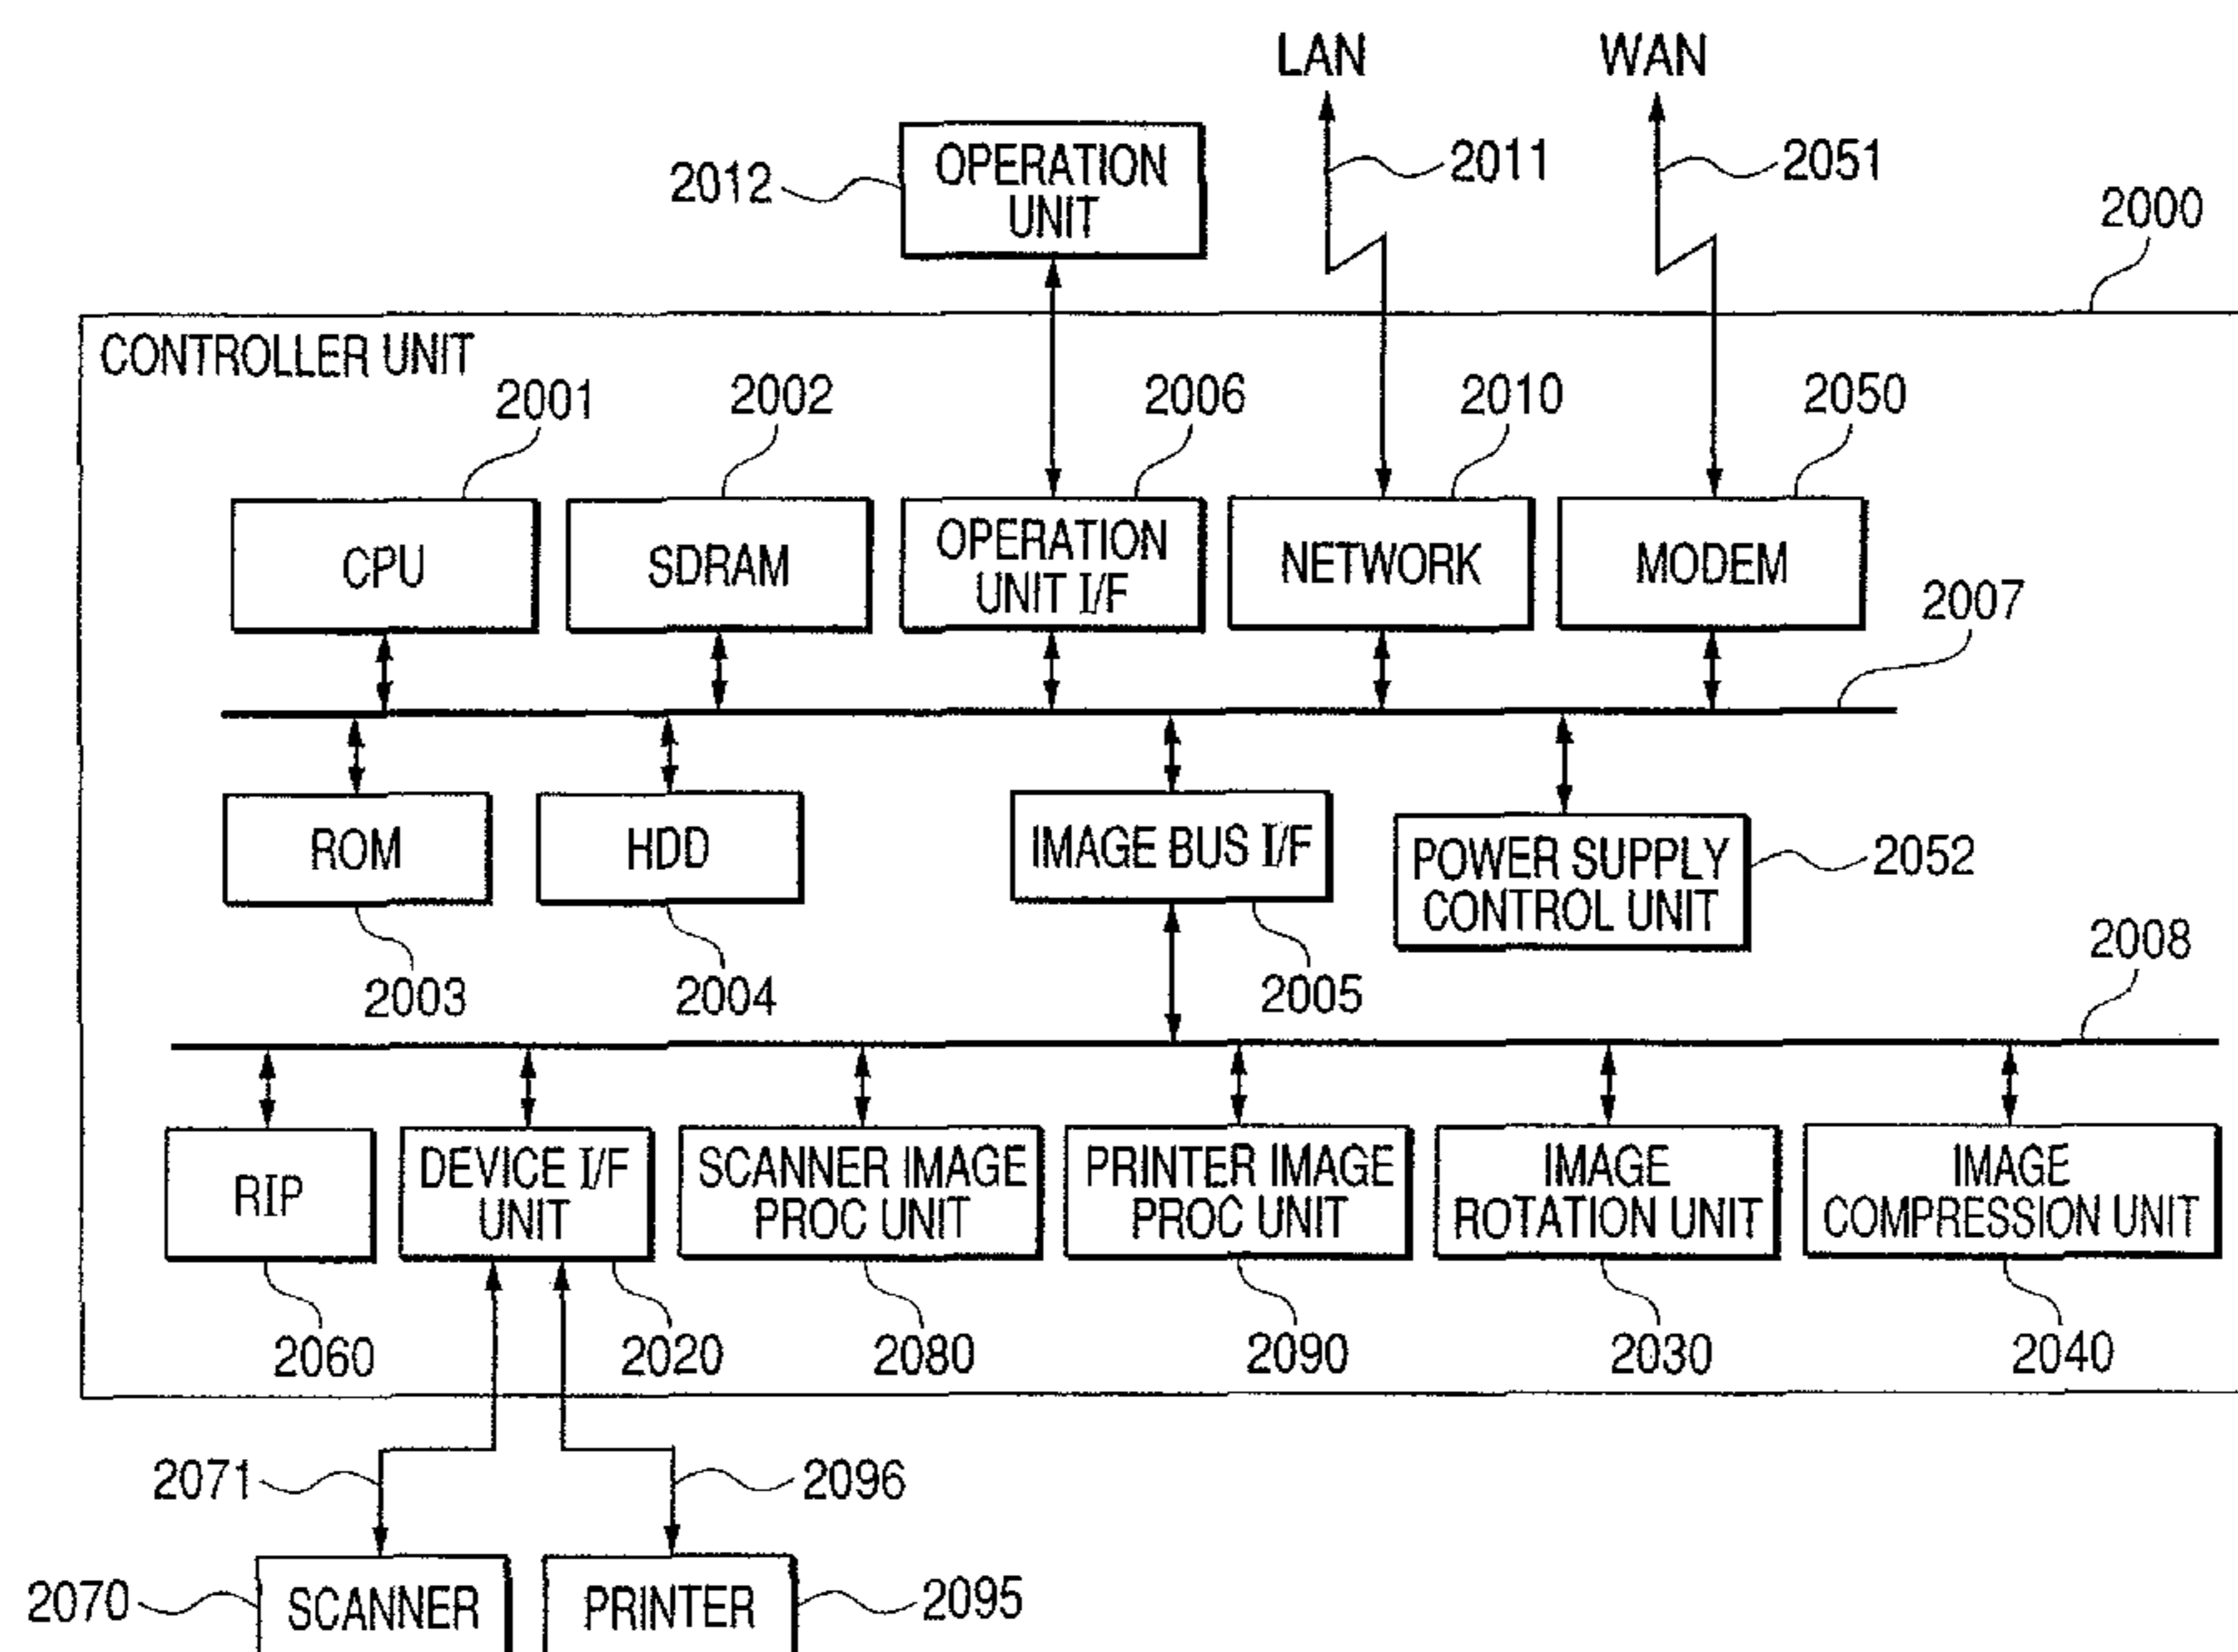 LAN WAN
2012 OPERATION UNIT 2011 2051
2000
CONTROLLER UNIT
2001 2002 2006 2010 2050
CPU SDRAM OPERATION UNIT I/F NETWORK MODEM
2007
ROM HDD IMAGE BUS I/F POWER SUPPLY CONTROL UNIT 2052
2003 2004 2005 2008
RIP DEVICE I/F UNIT SCANNER IMAGE PROC UNIT PRINTER IMAGE PROC UNIT IMAGE ROTATION UNIT IMAGE COMPRESSION UNIT
2060 2020 2080 2090 2030 2040
2071 2096
2070 SCANNER PRINTER 2095